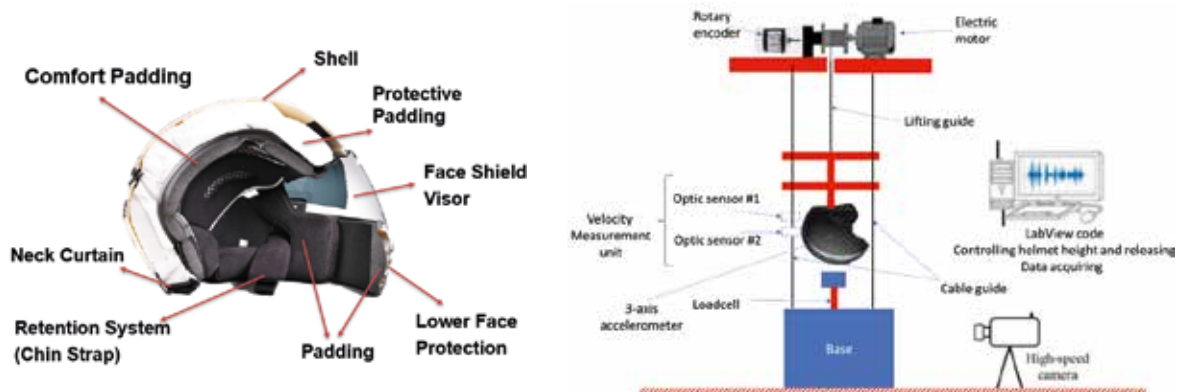 Shell
Comfort Padding
Protective
Padding
Face Shield
Visor
Neck Curtain
Retention System
(Chin Strap)
Padding
Lower Face
Protection
Rotary
encoder
Electric
motor
Lifting guide
Optic sensor #1
Velocity
Measurement
unit
Optic sensor #2
LabView code
Controlling helmet height and releasing
Data acquiring
Cable guide
3-axis
accelerometer
Loadcell
Base
High-speed
camera